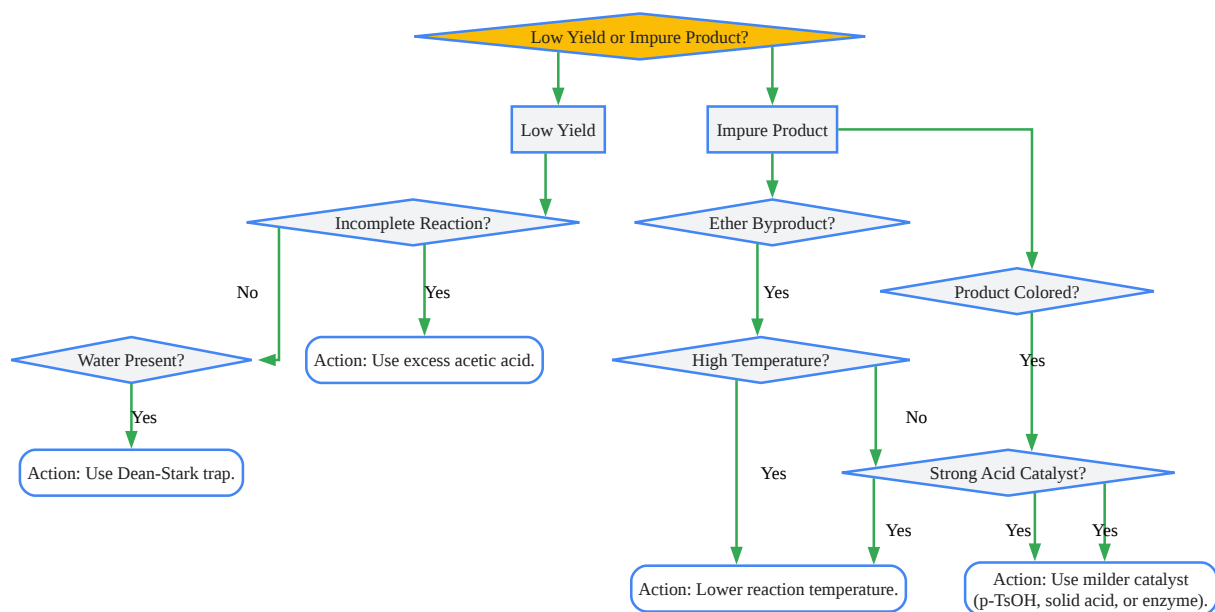 Low Yield or Impure Product?
Low Yield
Impure Product
Incomplete Reaction?
Ether Byproduct?
No
Yes
Yes
Product Colored?
Water Present?
Action: Use excess acetic acid.
High Temperature?
Yes
Yes
No
Action: Use Dean-Stark trap.
Yes
Strong Acid Catalyst?
Yes
Yes
Yes
Action: Lower reaction temperature.
Action: Use milder catalyst
(p-TsOH, solid acid, or enzyme).